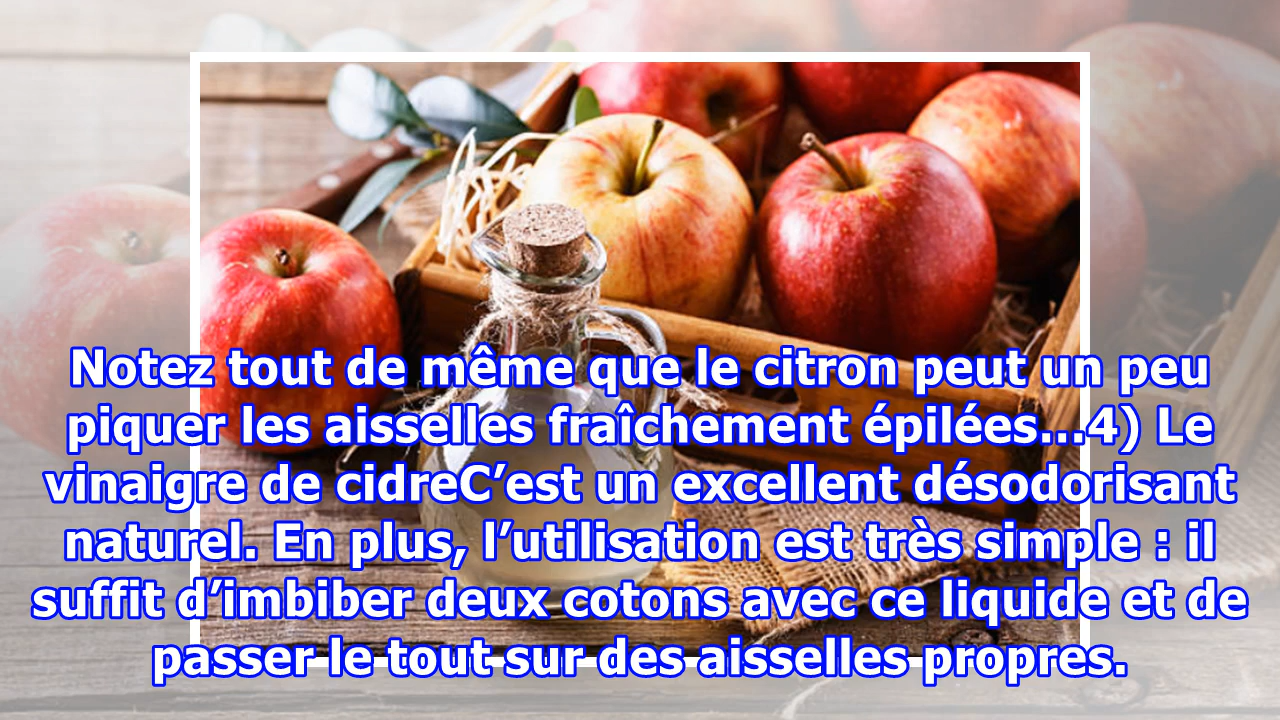 Notez tout de même que le citron peut un peu
piquer les aisselles fraîchement épilées...4) Le
vinaigre de cidreC’est un excellent désodorisant
naturel. En plus, l’utilisation est très simple : il
suffit d’imbiber deux cotons avec ce liquide et de
passer le tout sur des aisselles propres.